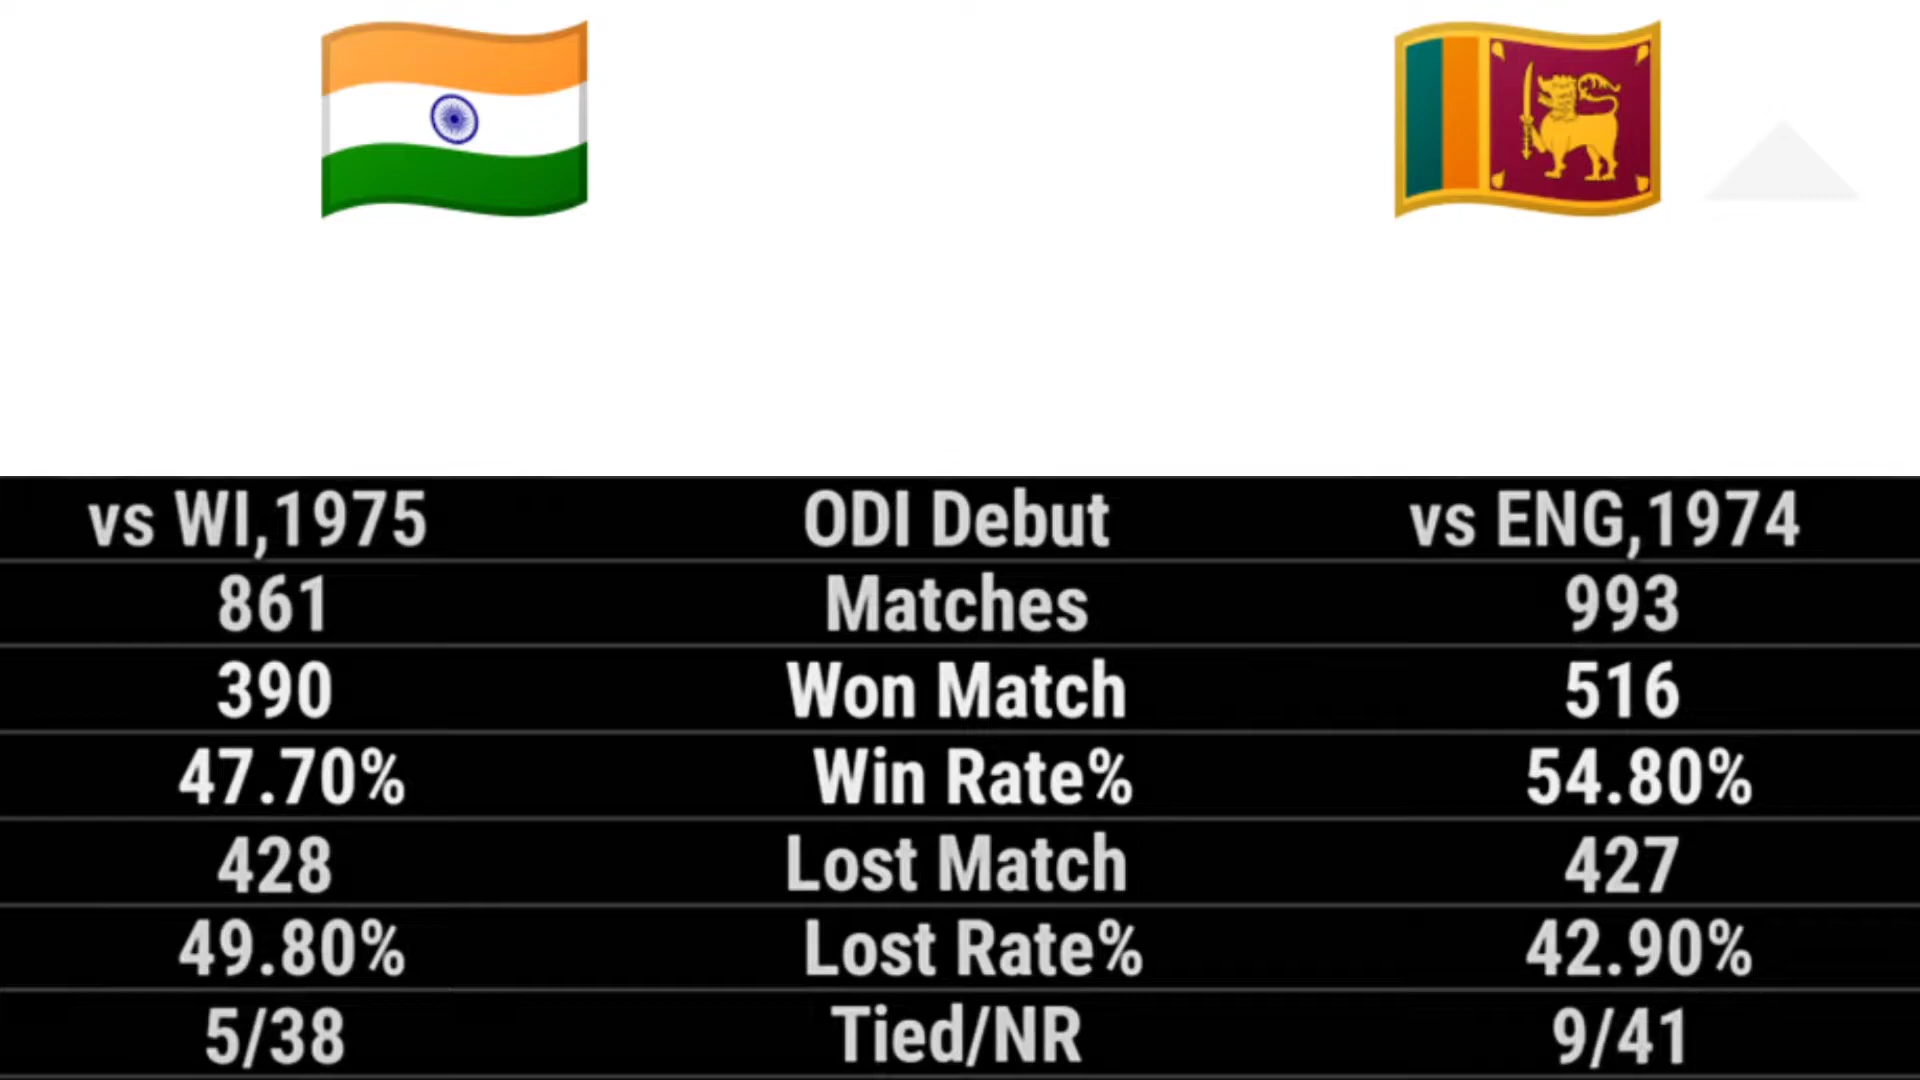 vs WI,1975 ODI Debut vs ENG,1974
861 Matches 993
390 Won Match 516
47.70% Win Rate% 54.80%
428 Lost Match 427
49.80% Lost Rate% 42.90%
5/38 Tied/NR 9/41